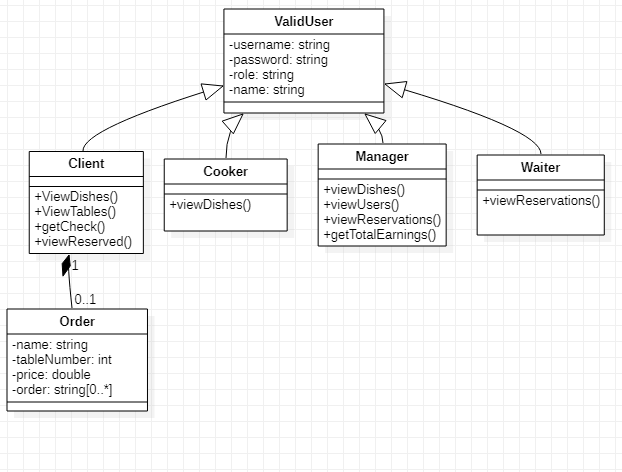 ValidUser
-username: string
-password: string
-role: string
-name: string
Client
+ViewDishes()
+ViewTables()
+getCheck()
+viewReserved()
Cooker
+viewDishes()
Manager
+viewDishes()
+viewUsers()
+viewReservations()
+getTotalEarnings()
Waiter
+viewReservations()
1
0..1
Order
-name: string
-tableNumber: int
-price: double
-order: string[0..*]